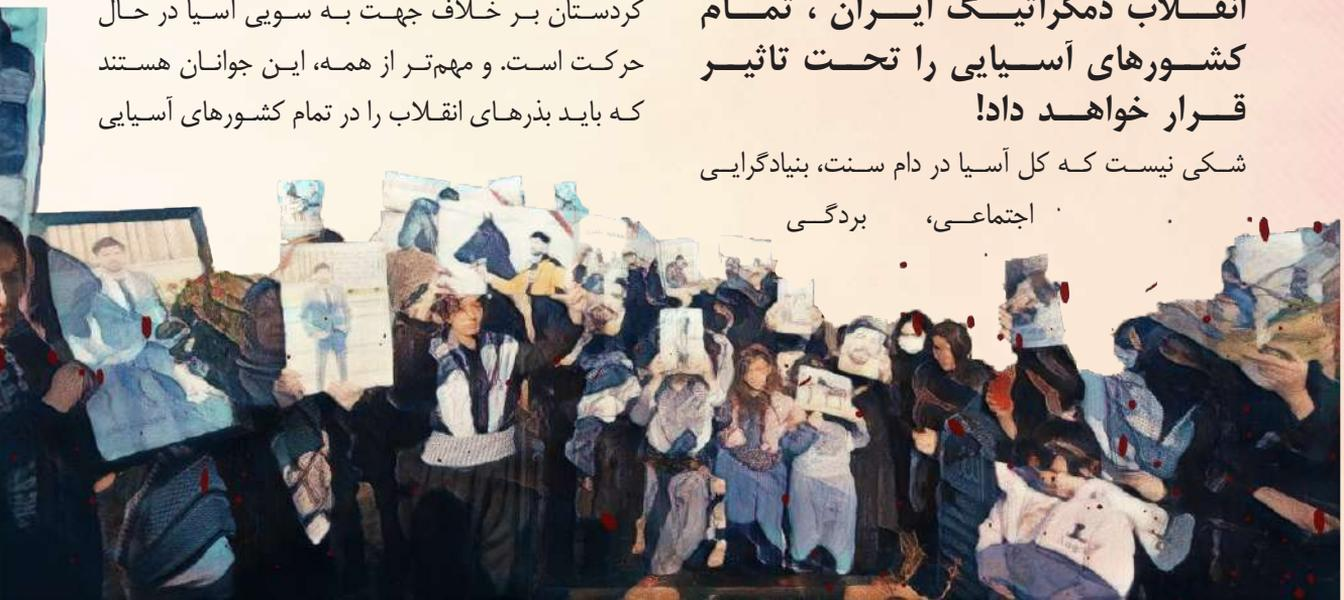 انقلاب دمکراتیک ایران ، تمام
کشورهای آسیایی را تحت تاثیر
قرار خواهد داد!
شکی نیست که کل آسیا در دام سنت، بنیادگرایی
اجتماعی، بردگی
کردستان بر خلاف جهت به سویی آسیا در حال
حرکت است. و مهم‌تر از همه، این جوانان هستند
که باید بذرهای انقلاب را در تمام کشورهای آسیایی